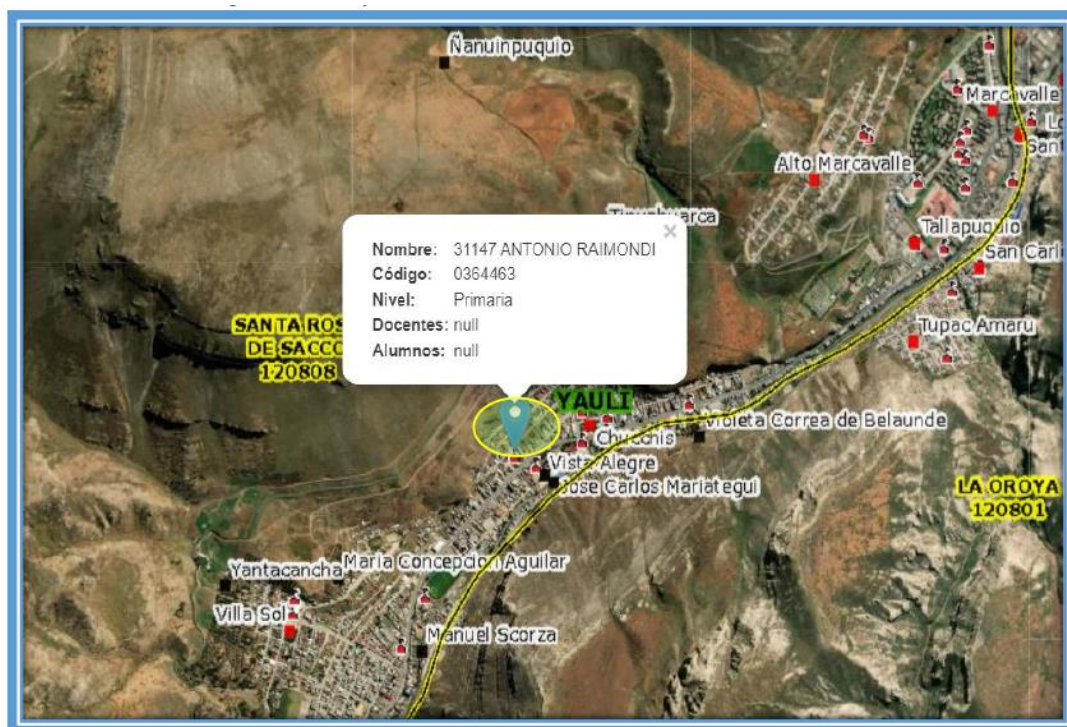 Ñanuinpuquio
Marcavalle
Alto Marcavalle
Tallapuquio
San Carl
Nombre: 31147 ANTONIO RAIMONDI
Código: 0364463
Nivel: Primaria
Docentes: null
Alumnos: null
SANTA ROS
DE SACCO
120808
Tupac Amaru
YAULI
Violeta Correa de Belaunde
Chucchis
Vista Alegre
Jose Carlos Mariategui
LA OROYA
120801
Maria Concepcion Aguilar
Yantacancha
Villa Sol
Manuel Scorza